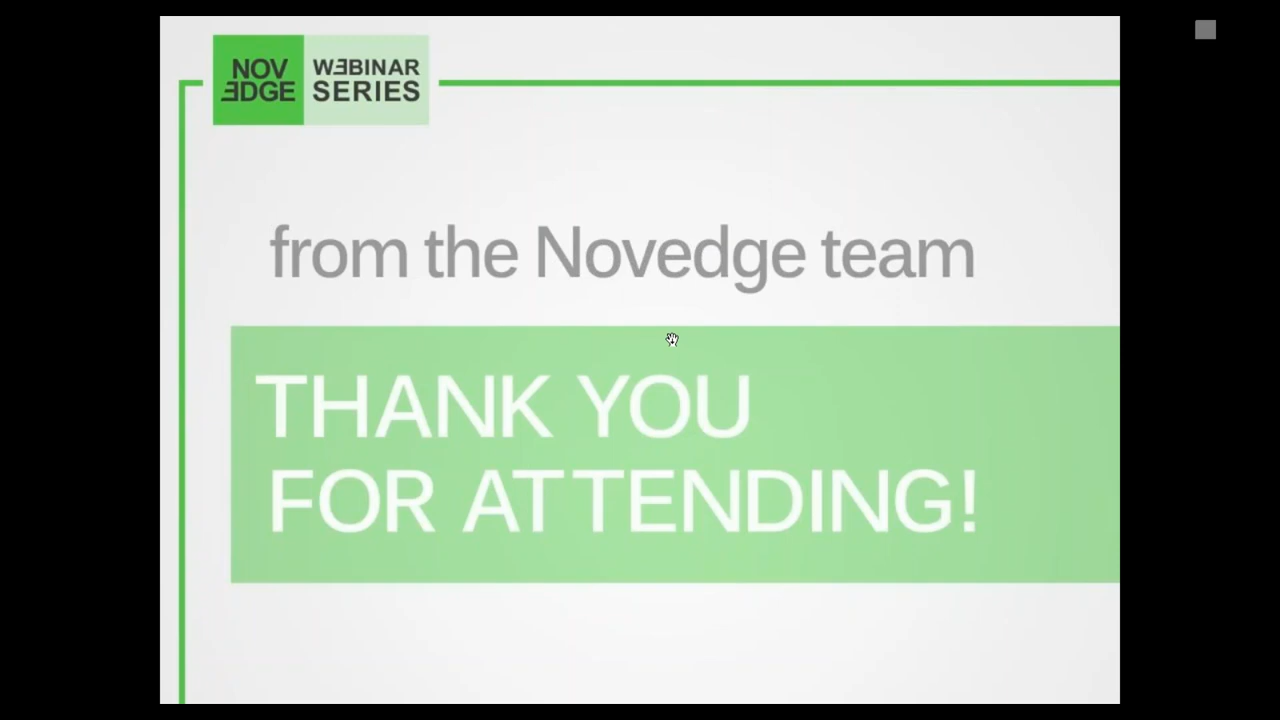 NOV
EDGE
WEBINAR
SERIES
from the Novedge team
THANK YOU
FOR ATTENDING!